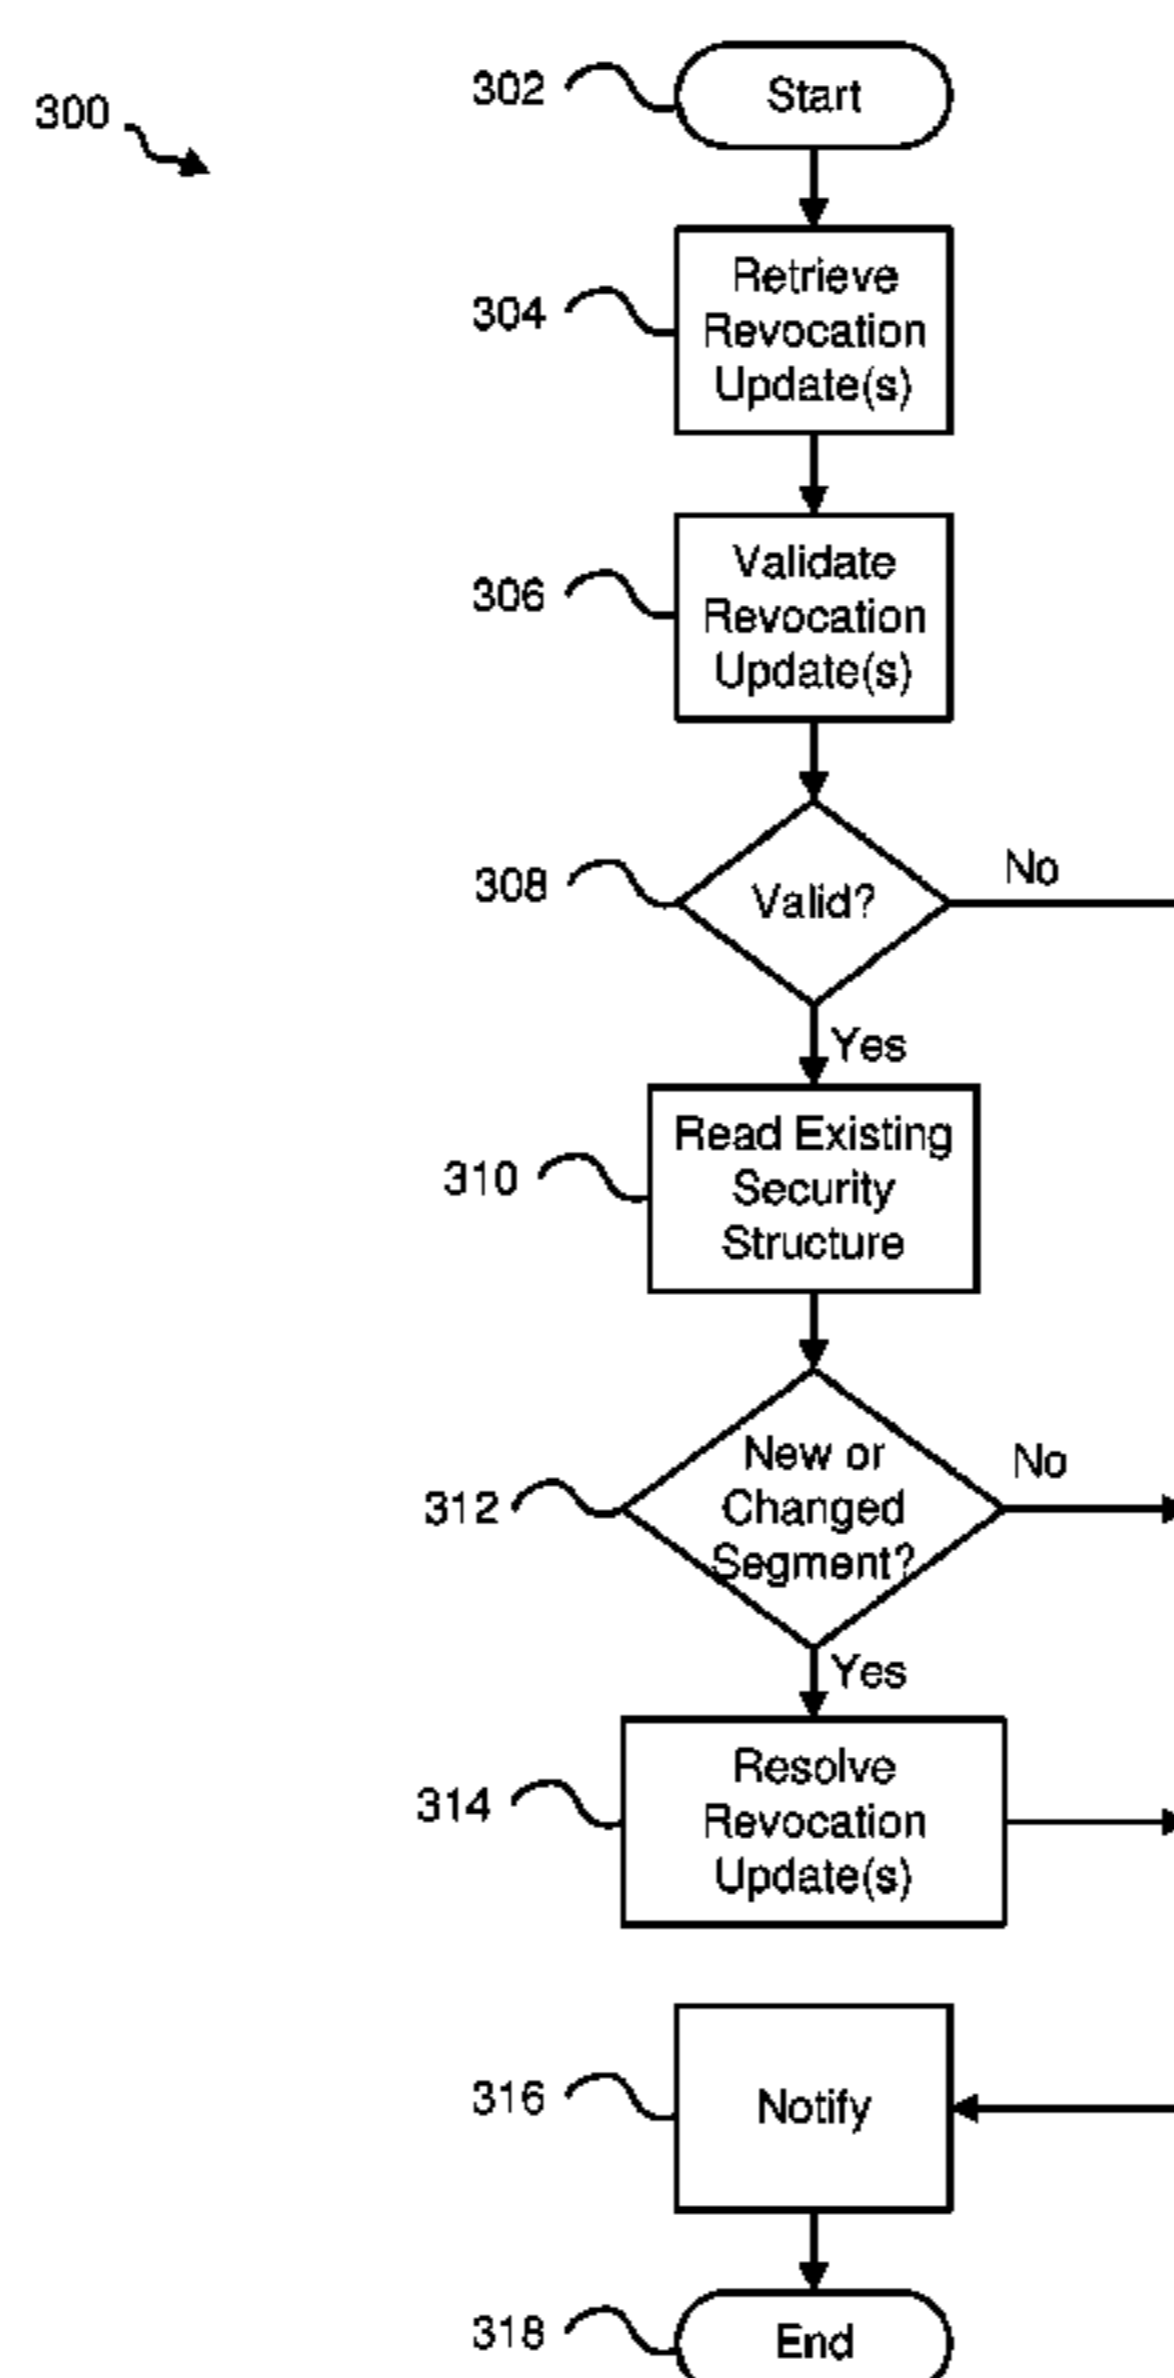 300
302
Start
304
Retrieve
Revocation
Update(s)
306
Validate
Revocation
Update(s)
308
Valid?
No
Yes
310
Read Existing
Security
Structure
312
New or
Changed
Segment?
No
Yes
314
Resolve
Revocation
Update(s)
316
Notify
318
End